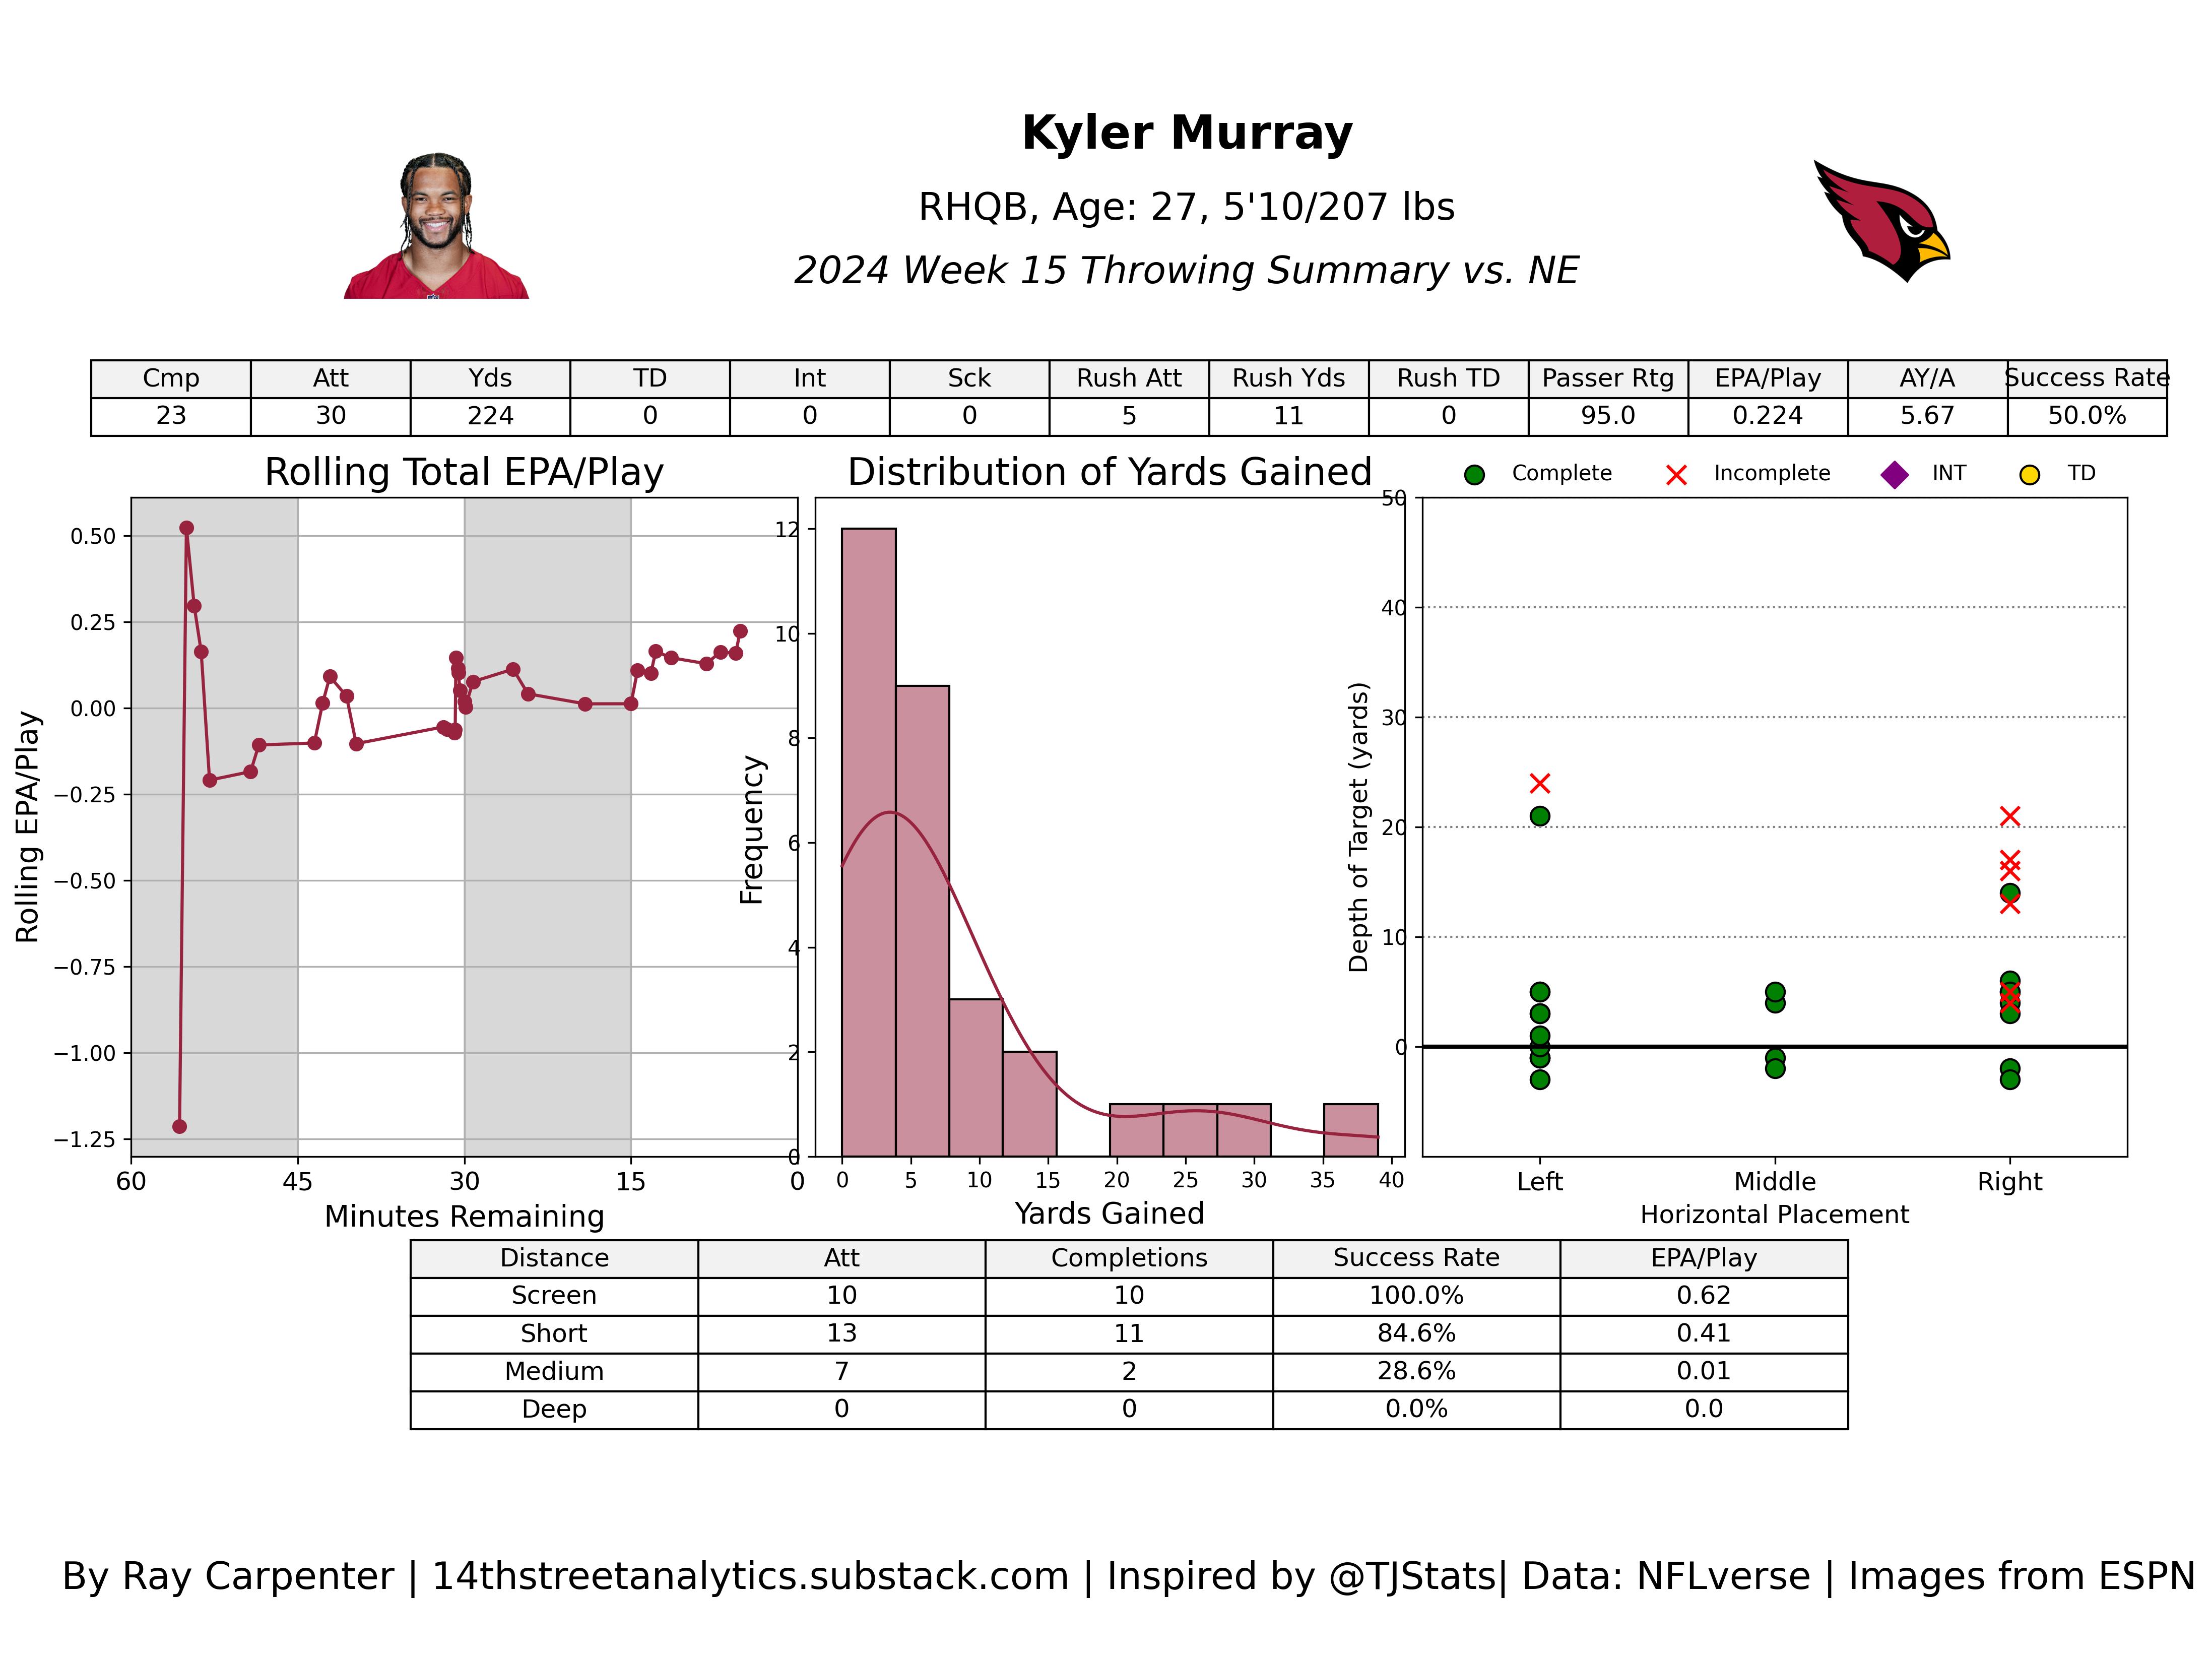 Kyler Murray
RHQB, Age: 27, 5'10/207 lbs
2024 Week 15 Throwing Summary vs. NE
Cmp Att Yds TD Int Sck Rush Att Rush Yds Rush TD Passer Rtg EPA/Play AY/A Success Rate
23 30 224 0 0 0 5 11 0 95.0 0.224 5.67 50.0%
Rolling Total EPA/Play
0.50
0.25
0.00
−0.25
−0.50
−0.75
−1.00
−1.25
Rolling EPA/Play
60 45 30 15 0
Minutes Remaining
Distribution of Yards Gained
12
10
8
6
4
2
0
Frequency
0 5 10 15 20 25 30 35 40
Yards Gained
Complete Incomplete INT TD
50
40
30
20
10
0
Depth of Target (yards)
Left Middle Right
Horizontal Placement
Distance Att Completions Success Rate EPA/Play
Screen 10 10 100.0% 0.62
Short 13 11 84.6% 0.41
Medium 7 2 28.6% 0.01
Deep 0 0 0.0% 0.0
By Ray Carpenter | 14thstreetanalytics.substack.com | Inspired by @TJStats| Data: NFLverse | Images from ESPN